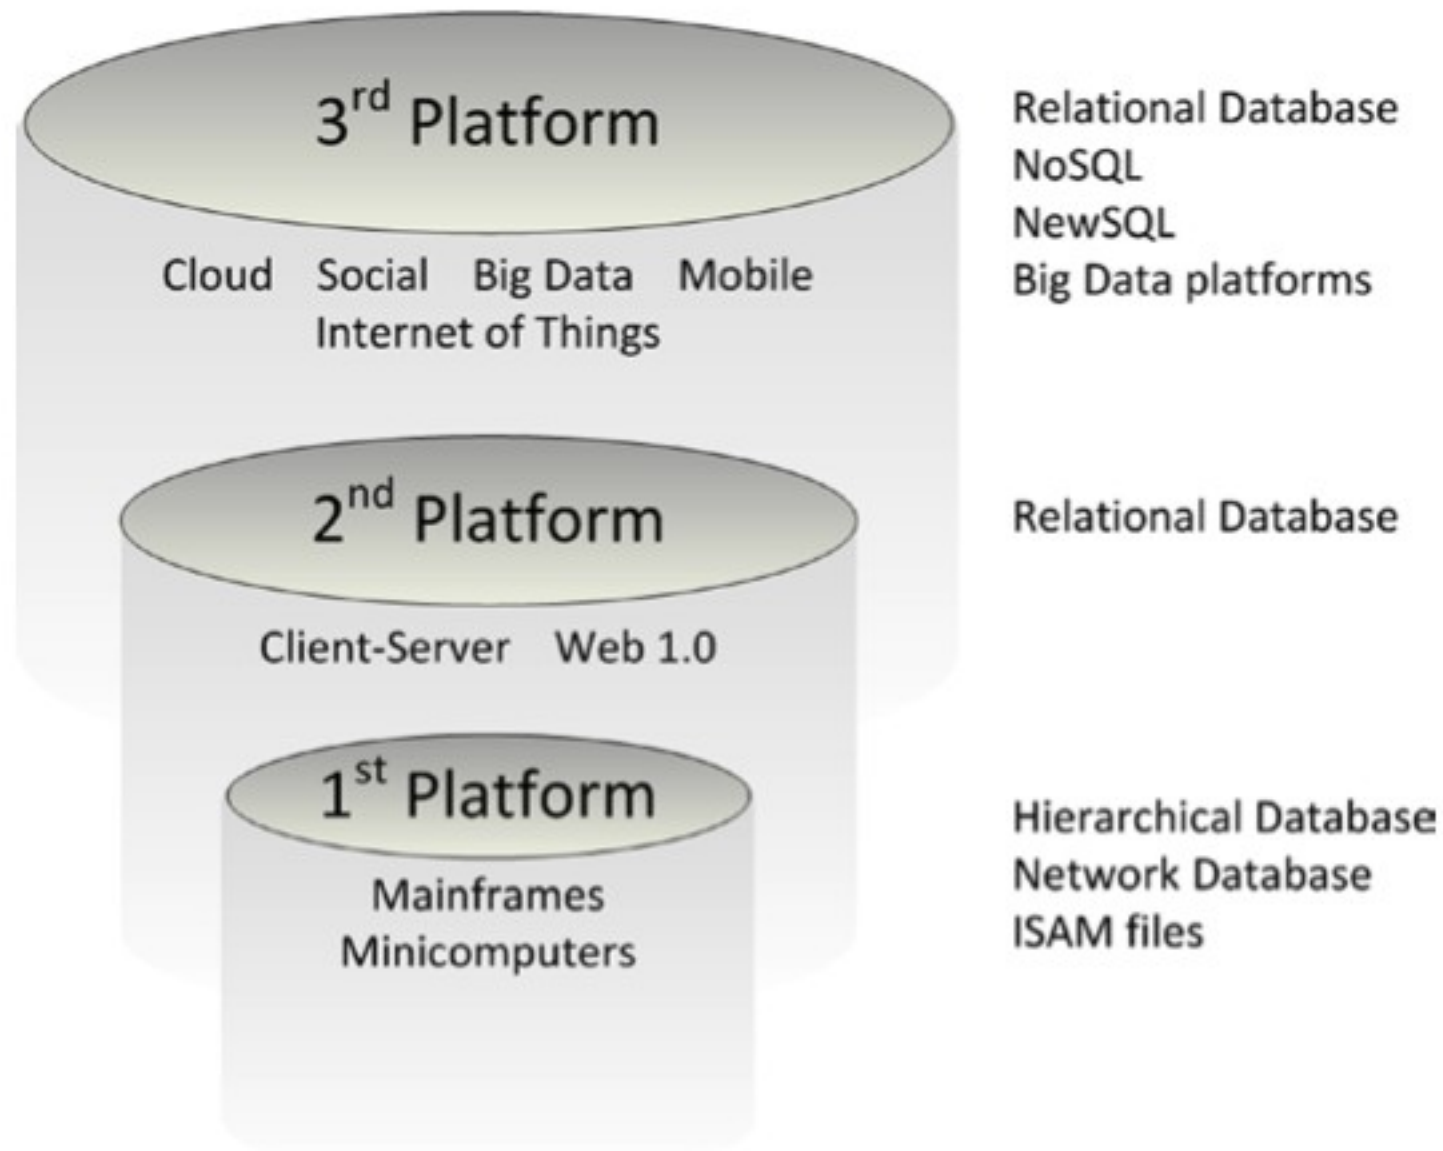 3rd Platform
Cloud Social Big Data Mobile
Internet of Things
Relational Database
NoSQL
NewSQL
Big Data platforms
2nd Platform
Client-Server Web 1.0
Relational Database
1st Platform
Mainframes
Minicomputers
Hierarchical Database
Network Database
ISAM files